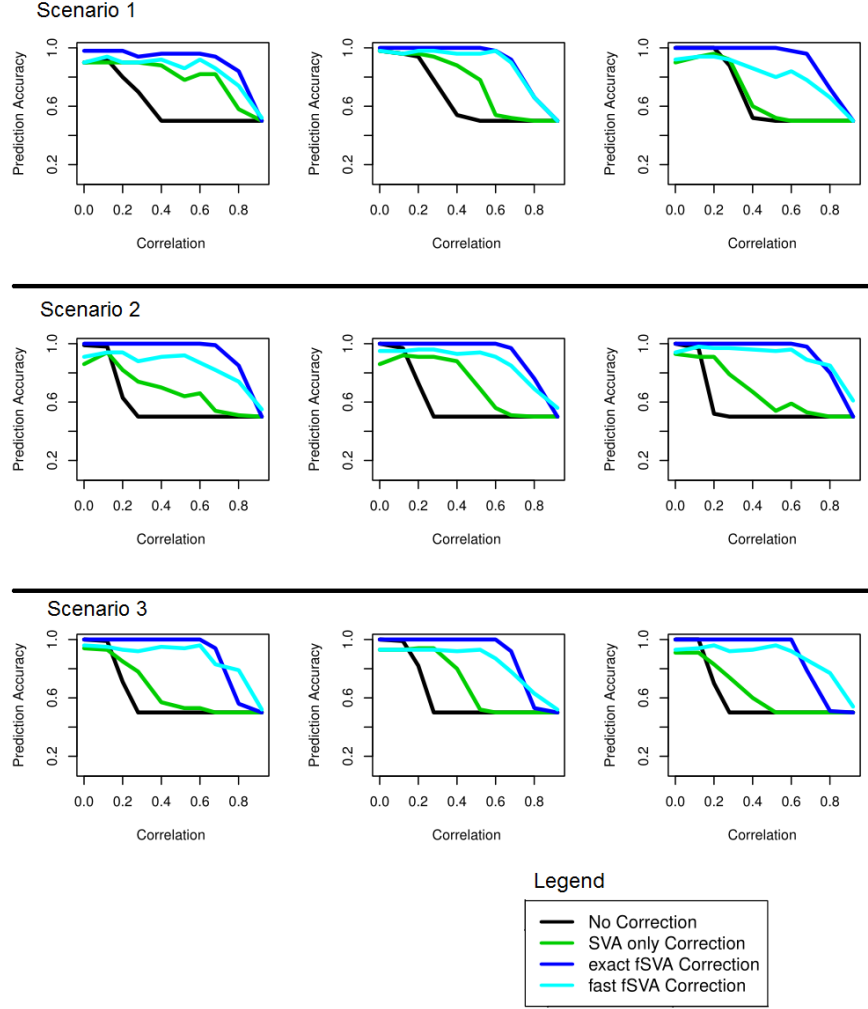 Scenario 1
Prediction Accuracy
1.0
0.6
0.2
0.0 0.2 0.4 0.6 0.8
Correlation
Prediction Accuracy
1.0
0.6
0.2
0.0 0.2 0.4 0.6 0.8
Correlation
Prediction Accuracy
1.0
0.6
0.2
0.0 0.2 0.4 0.6 0.8
Correlation
Scenario 2
Prediction Accuracy
1.0
0.6
0.2
0.0 0.2 0.4 0.6 0.8
Correlation
Prediction Accuracy
1.0
0.6
0.2
0.0 0.2 0.4 0.6 0.8
Correlation
Prediction Accuracy
1.0
0.6
0.2
0.0 0.2 0.4 0.6 0.8
Correlation
Scenario 3
Prediction Accuracy
1.0
0.6
0.2
0.0 0.2 0.4 0.6 0.8
Correlation
Prediction Accuracy
1.0
0.6
0.2
0.0 0.2 0.4 0.6 0.8
Correlation
Prediction Accuracy
1.0
0.6
0.2
0.0 0.2 0.4 0.6 0.8
Correlation
Legend
No Correction
SVA only Correction
exact fSVA Correction
fast fSVA Correction